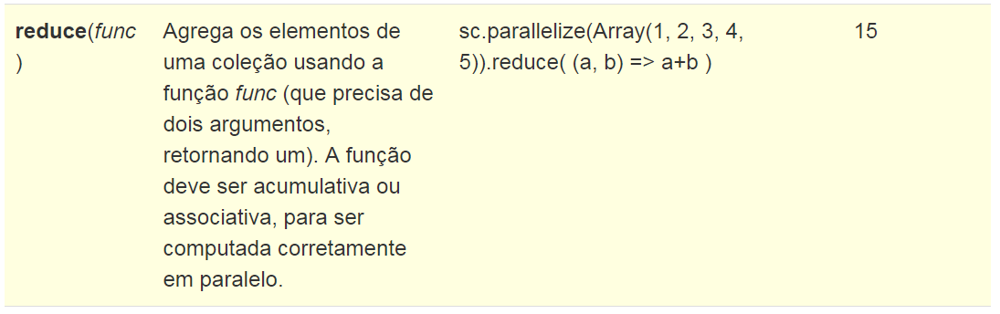 reduce(func
)
Agrega os elementos de
uma coleção usando a
função func (que precisa de
dois argumentos,
retornando um). A função
deve ser acumulativa ou
associativa, para ser
computada corretamente
em paralelo.
sc.parallelize(Array(1, 2, 3, 4,
5)).reduce( (a, b) => a+b )
15